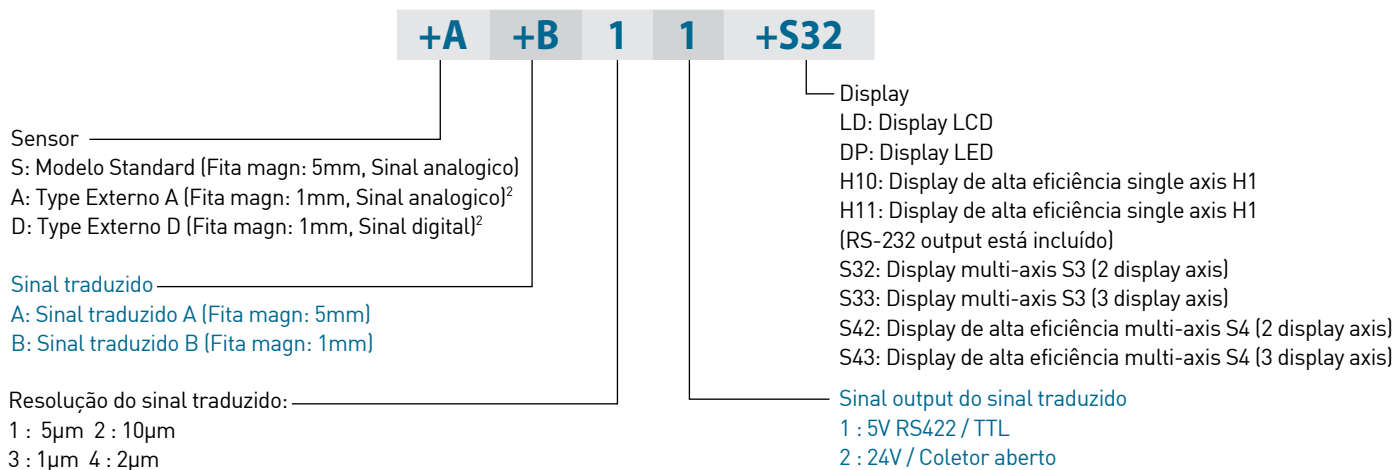 +A +B 1 1 +S32
Sensor
S: Modelo Standard (Fita magn: 5mm, Sinal analogico)
A: Type Externo A (Fita magn: 1mm, Sinal analogico)²
D: Type Externo D (Fita magn: 1mm, Sinal digital)²
Sinal traduzido
A: Sinal traduzido A (Fita magn: 5mm)
B: Sinal traduzido B (Fita magn: 1mm)
Resolução do sinal traduzido:
1 : 5µm 2 : 10µm
3 : 1µm 4 : 2µm
Display
LD: Display LCD
DP: Display LED
H10: Display de alta eficiência single axis H1
H11: Display de alta eficiência single axis H1
(RS-232 output está incluído)
S32: Display multi-axis S3 (2 display axis)
S33: Display multi-axis S3 (3 display axis)
S42: Display de alta eficiência multi-axis S4 (2 display axis)
S43: Display de alta eficiência multi-axis S4 (3 display axis)
Sinal output do sinal traduzido
1 : 5V RS422 / TTL
2 : 24V / Coletor aberto